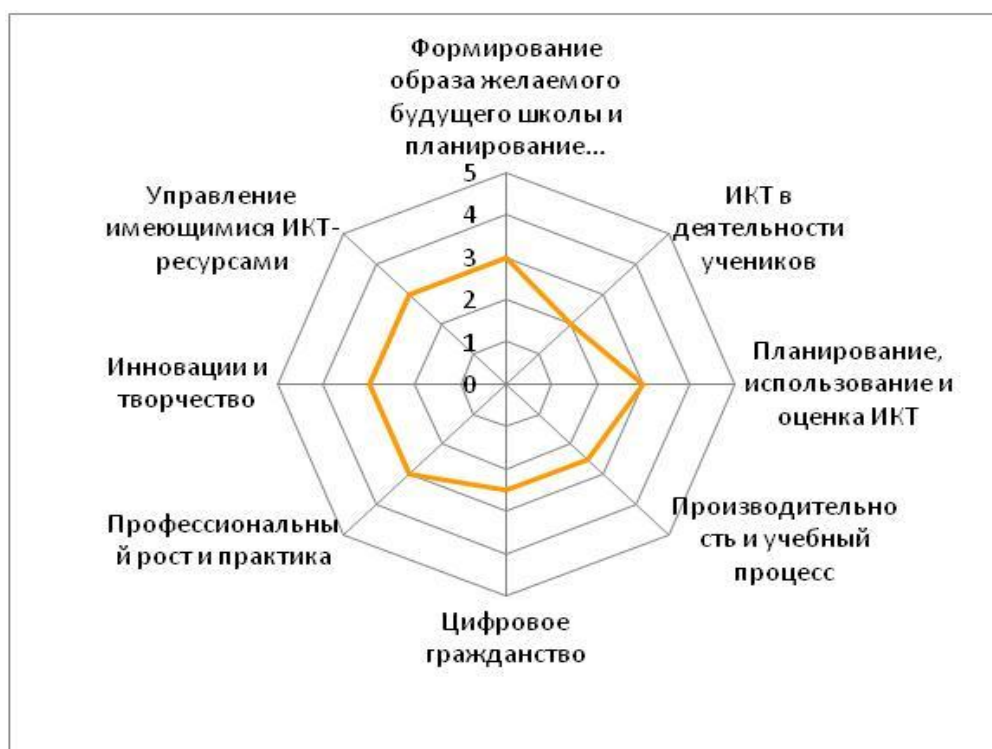 Формирование
образа желаемого
будущего школы и
планирование...
5
4
3
2
1
0
ИКТ в
деятельности
учеников
Планирование,
использование и
оценка ИКТ
Производительно
сть и учебный
процесс
Цифровое
гражданство
Профессиональны
й рост и практика
Инновации и
творчество
Управление
имеющимися ИКТ-
ресурсами